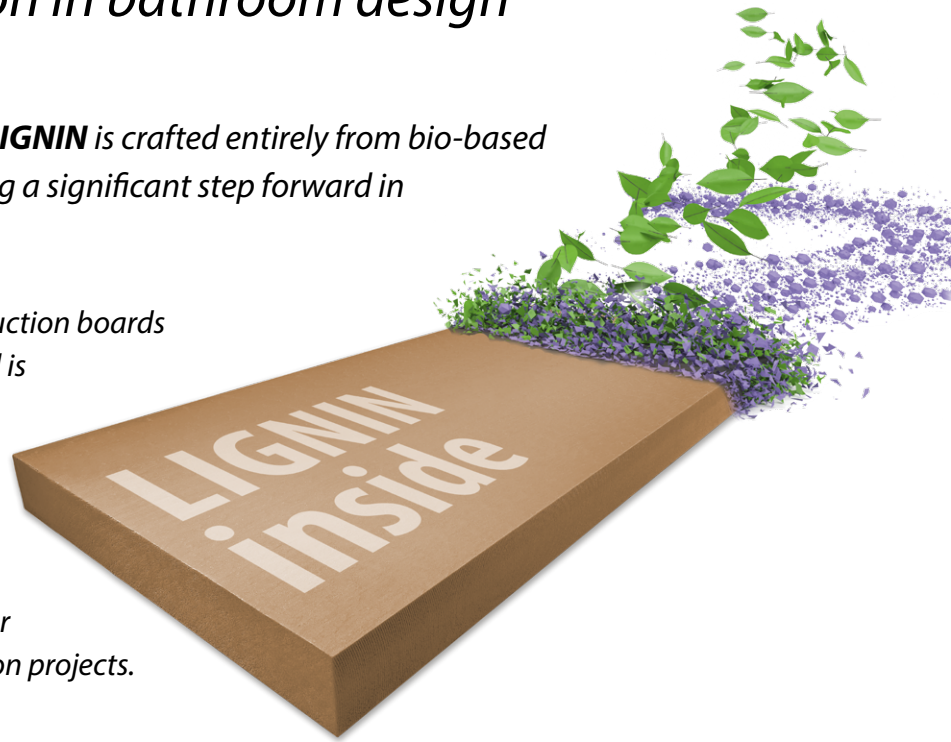 on in bathroom design
LIGNIN is crafted entirely from bio-based
g a significant step forward in
uction boards
is
LIGNIN
inside
r
on projects.